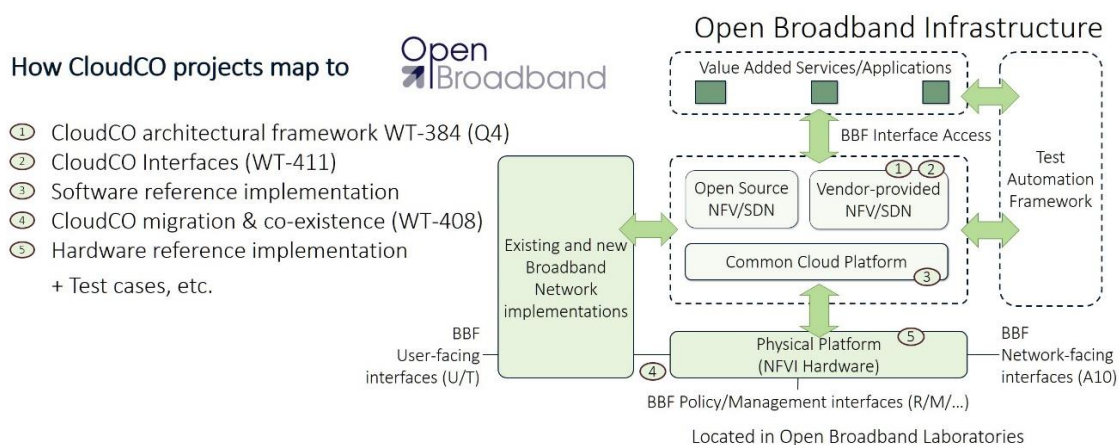 How CloudCO projects map to
Open
Broadband
1 CloudCO architectural framework WT-384 (Q4)
2 CloudCO Interfaces (WT-411)
3 Software reference implementation
4 CloudCO migration & co-existence (WT-408)
5 Hardware reference implementation
+ Test cases, etc.
Open Broadband Infrastructure
Value Added Services/Applications
BBF Interface Access
1 2
Open Source
NFV/SDN
Vendor-provided
NFV/SDN
Common Cloud Platform
3
Test
Automation
Framework
Existing and new
Broadband
Network
implementations
BBF
User-facing
interfaces (U/T)
4
Physical Platform
(NFVI Hardware)
5
BBF
Network-facing
interfaces (A10)
BBF Policy/Management interfaces (R/M/...)
Located in Open Broadband Laboratories